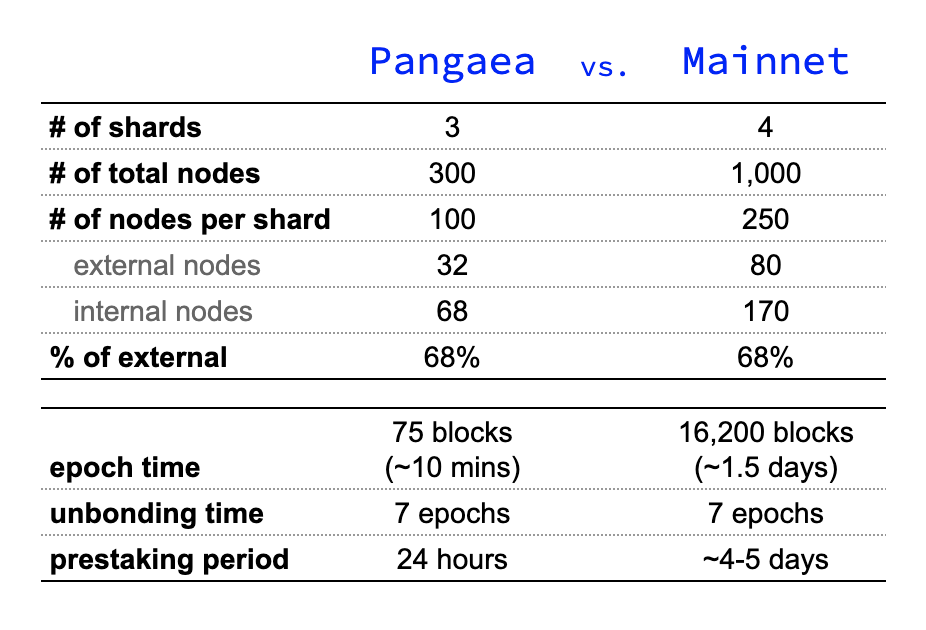 Pangaea vs. Mainnet
# of shards 3 4
# of total nodes 300 1,000
# of nodes per shard 100 250
external nodes 32 80
internal nodes 68 170
% of external 68% 68%
75 blocks 16,200 blocks
epoch time (~10 mins) (~1.5 days)
unbonding time 7 epochs 7 epochs
prestaking period 24 hours ~4-5 days